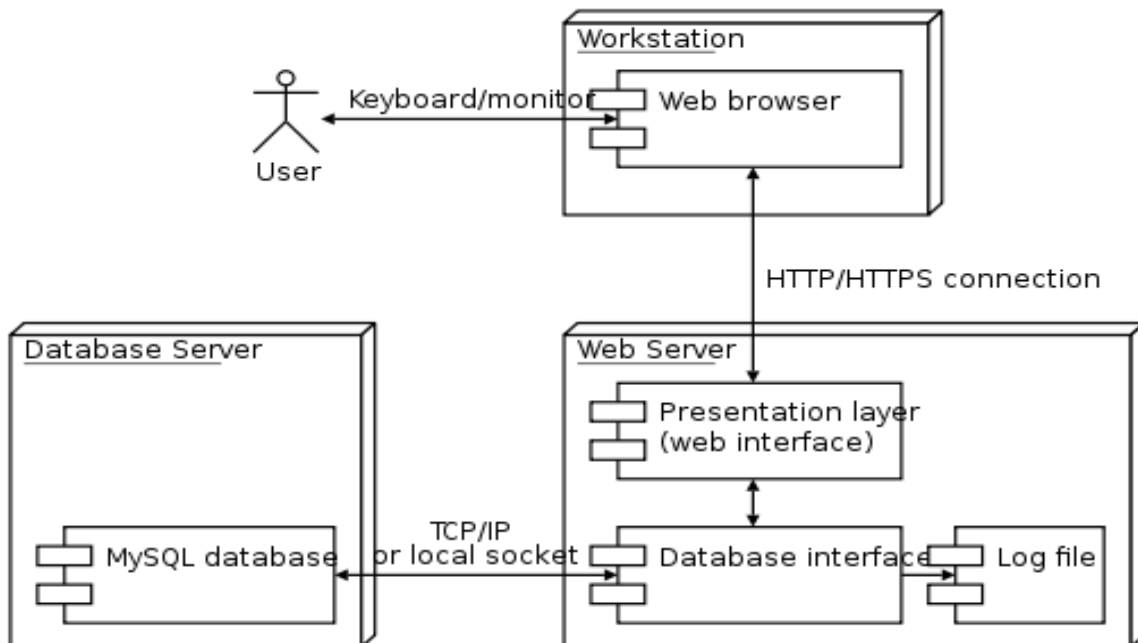 Workstation
Keyboard/monitor
Web browser
User
HTTP/HTTPS connection
Database Server
Web Server
Presentation layer
(web interface)
TCP/IP
or local socket
MySQL database
Database interface
Log file